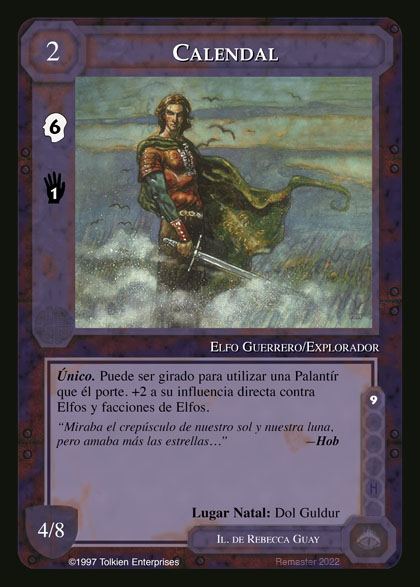 2
CALENDAL
6
1
ELFO GUERRERO/EXPLORADOR
Único. Puede ser girado para utilizar una Palantír
que él porte. +2 a su influencia directa contra
Elfos y facciones de Elfos.
9
“Miraba el crepúsculo de nuestro sol y nuestra luna,
pero amaba más las estrellas…” —Hob
H
Lugar Natal: Dol Guldur
4/8
IL. DE REBECCA GUAY
©1997 Tolkien Enterprises
Remaster 2022